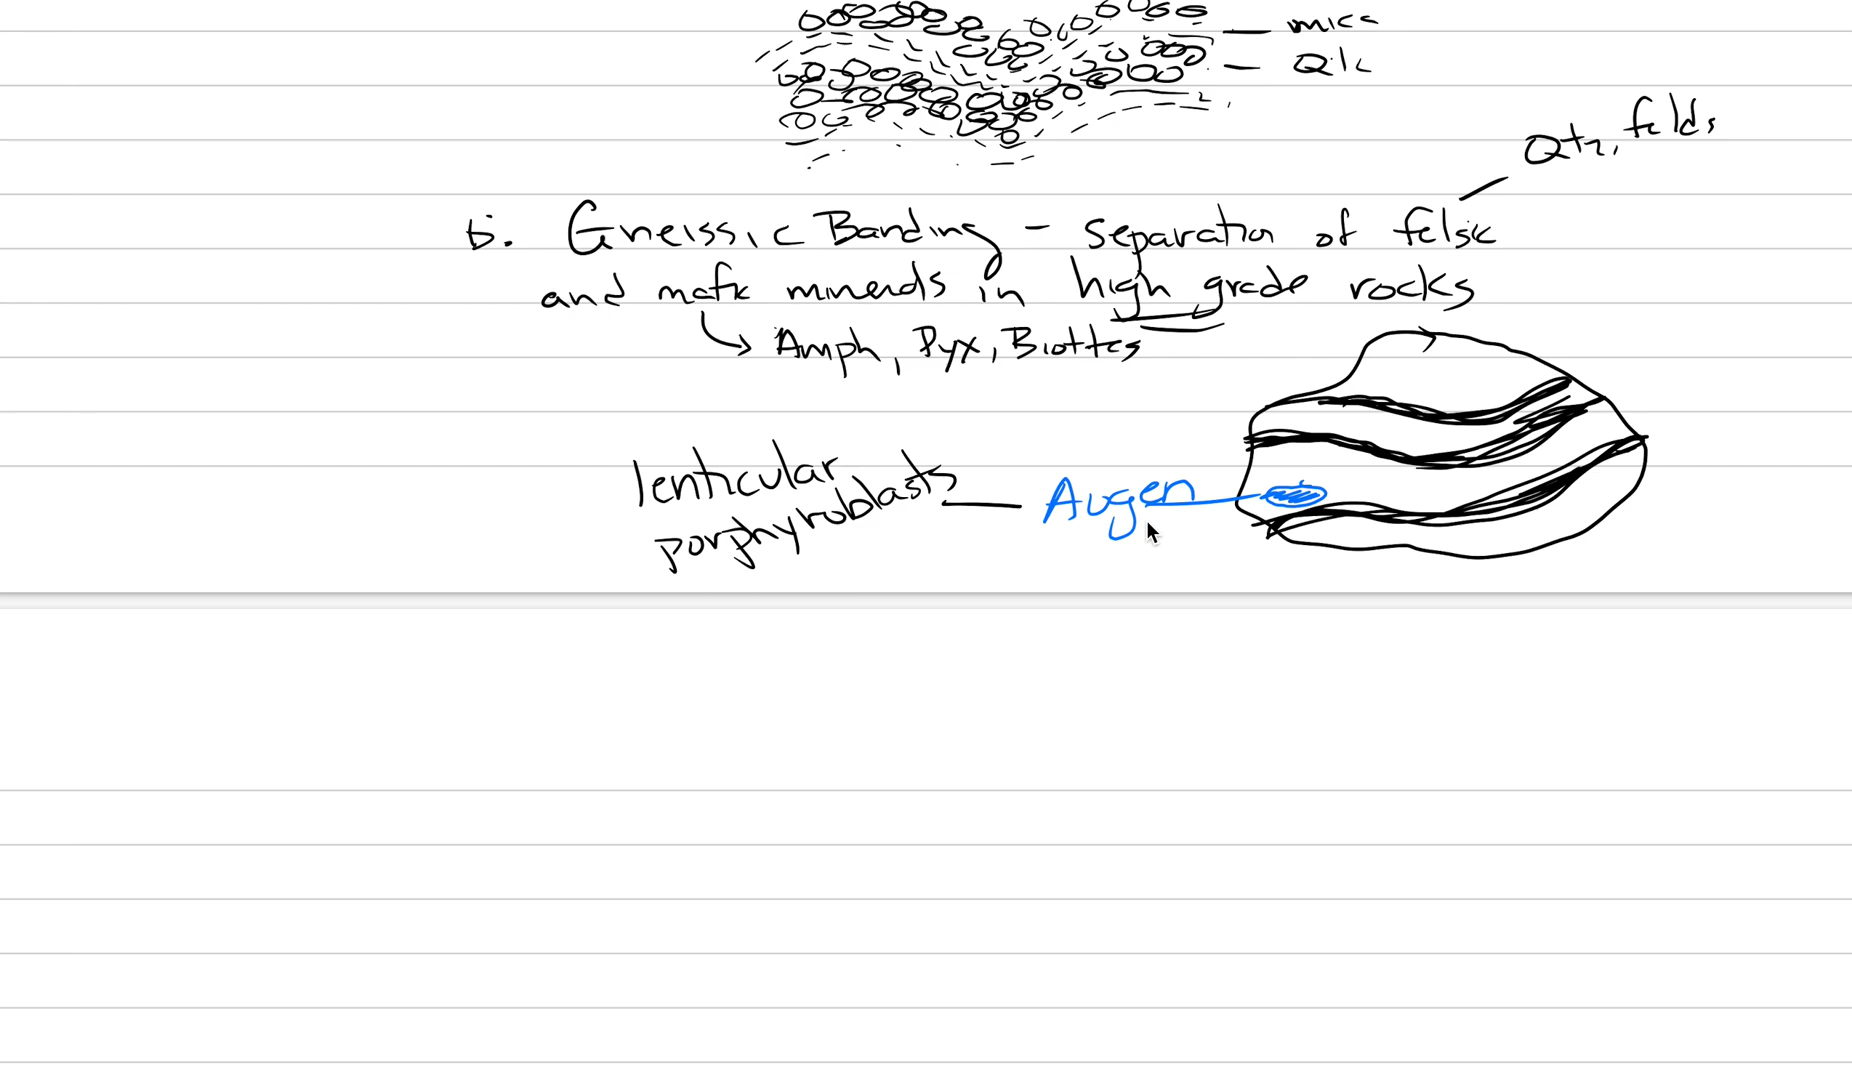 mica
Qtz
Qtz, felds
b. Gneissic Banding - separation of felsic
and mafic minerals in high grade rocks
Amph, Pyx, Biotites
lenticular
porphyroblasts
Augen